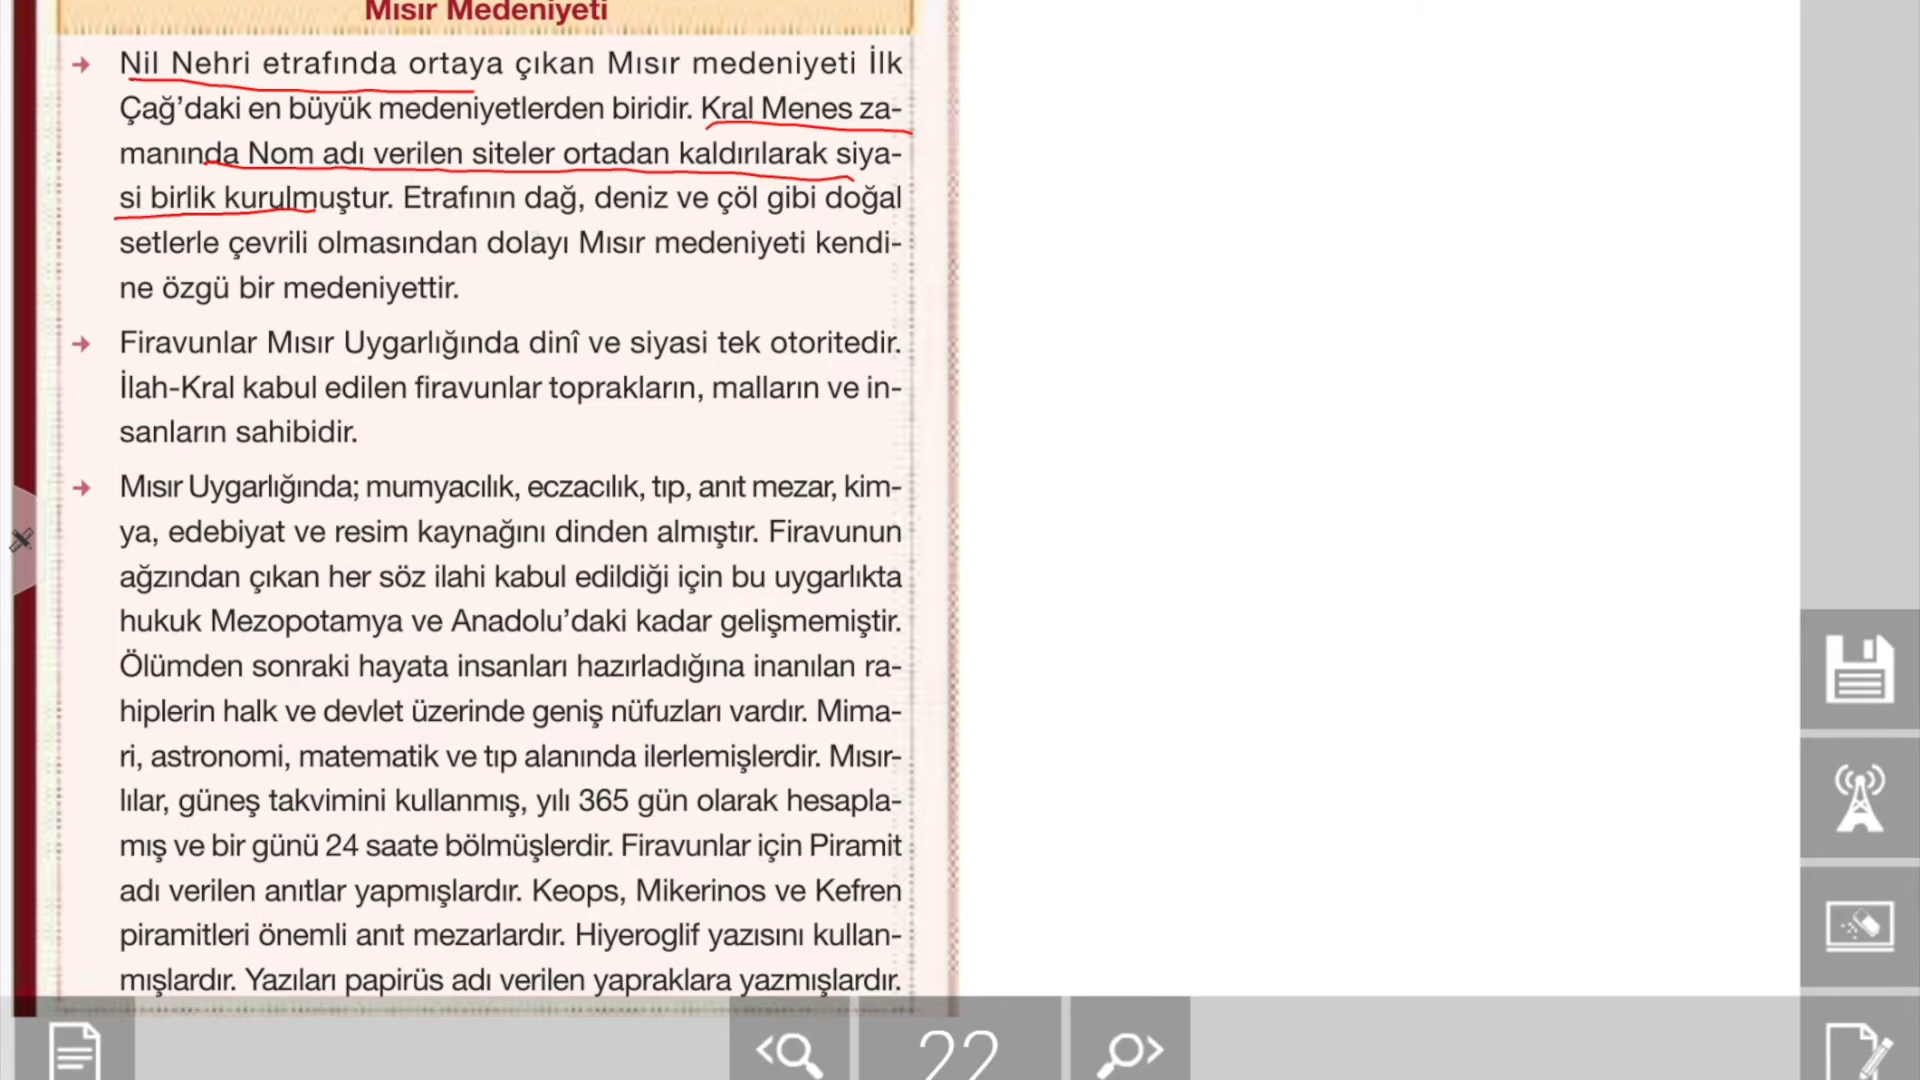 Mısır Medeniyeti
Nil Nehri etrafında ortaya çıkan Mısır medeniyeti İlk
Çağ’daki en büyük medeniyetlerden biridir. Kral Menes za-
manında Nom adı verilen siteler ortadan kaldırılarak siya-
si birlik kurulmuştur. Etrafının dağ, deniz ve çöl gibi doğal
setlerle çevrili olmasından dolayı Mısır medeniyeti kendi-
ne özgü bir medeniyettir.
Firavunlar Mısır Uygarlığında dinî ve siyasi tek otoritedir.
İlah-Kral kabul edilen firavunlar toprakların, malların ve in-
sanların sahibidir.
Mısır Uygarlığında; mumyacılık, eczacılık, tıp, anıt mezar, kim-
ya, edebiyat ve resim kaynağını dinden almıştır. Firavunun
ağzından çıkan her söz ilahi kabul edildiği için bu uygarlıkta
hukuk Mezopotamya ve Anadolu’daki kadar gelişmemiştir.
Ölümden sonraki hayata insanları hazırladığına inanılan ra-
hiplerin halk ve devlet üzerinde geniş nüfuzları vardır. Mima-
ri, astronomi, matematik ve tıp alanında ilerlemişlerdir. Mısır-
lılar, güneş takvimini kullanmış, yılı 365 gün olarak hesapla-
mış ve bir günü 24 saate bölmüşlerdir. Firavunlar için Piramit
adı verilen anıtlar yapmışlardır. Keops, Mikerinos ve Kefren
piramitleri önemli anıt mezarlardır. Hiyeroglif yazısını kullan-
mışlardır. Yazıları papirüs adı verilen yapraklara yazmışlardır.
22